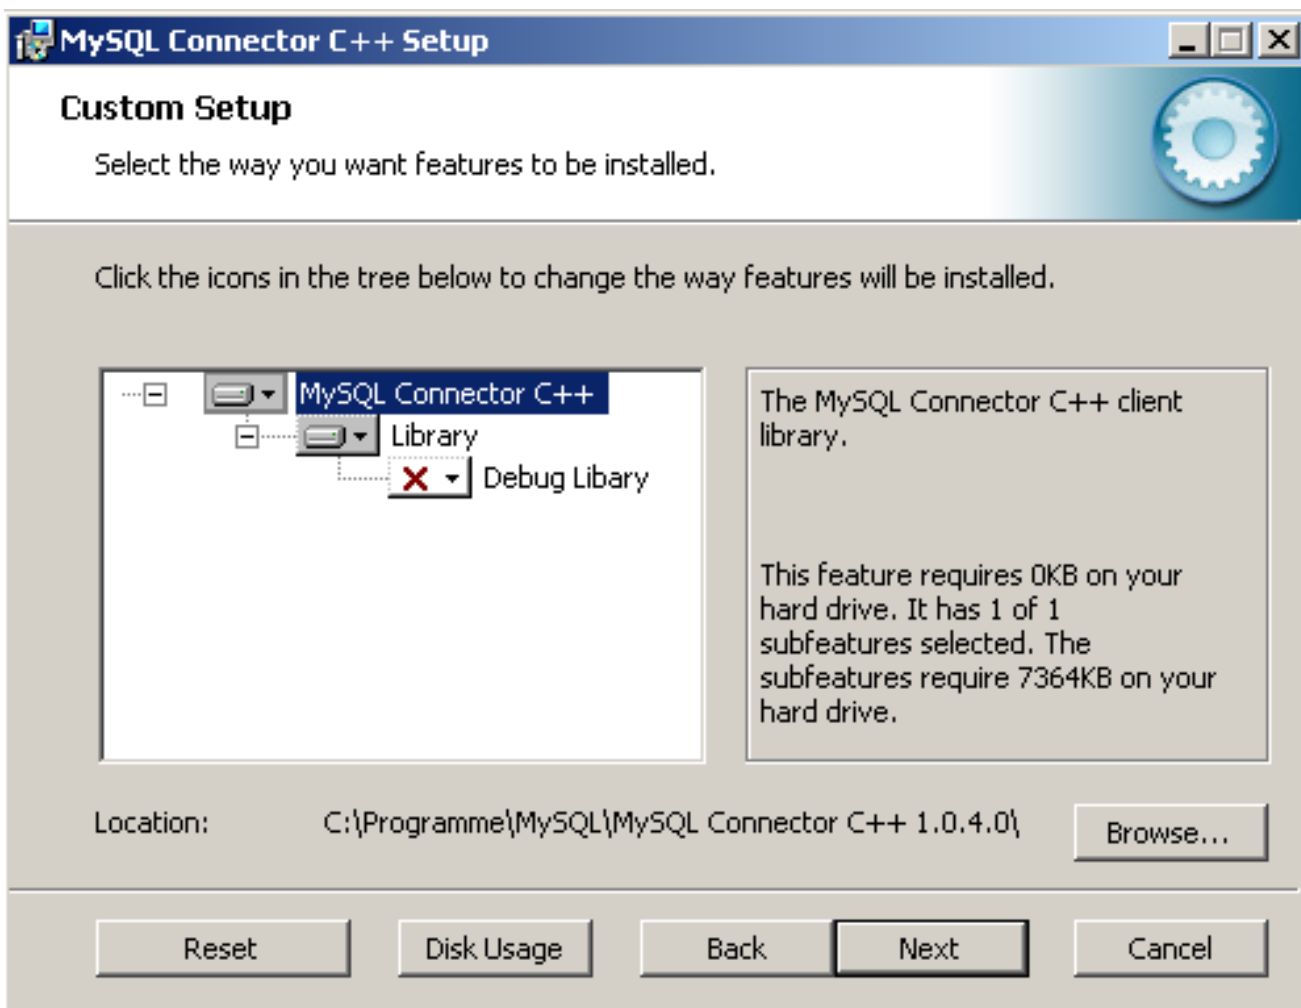 MySQL Connector C++ Setup
Custom Setup
Select the way you want features to be installed.
Click the icons in the tree below to change the way features will be installed.
MySQL Connector C++
Library
Debug Libary
The MySQL Connector C++ client
library.
This feature requires 0KB on your
hard drive. It has 1 of 1
subfeatures selected. The
subfeatures require 7364KB on your
hard drive.
Location: C:\Programme\MySQL\MySQL Connector C++ 1.0.4.0\
Browse...
Reset Disk Usage Back Next Cancel